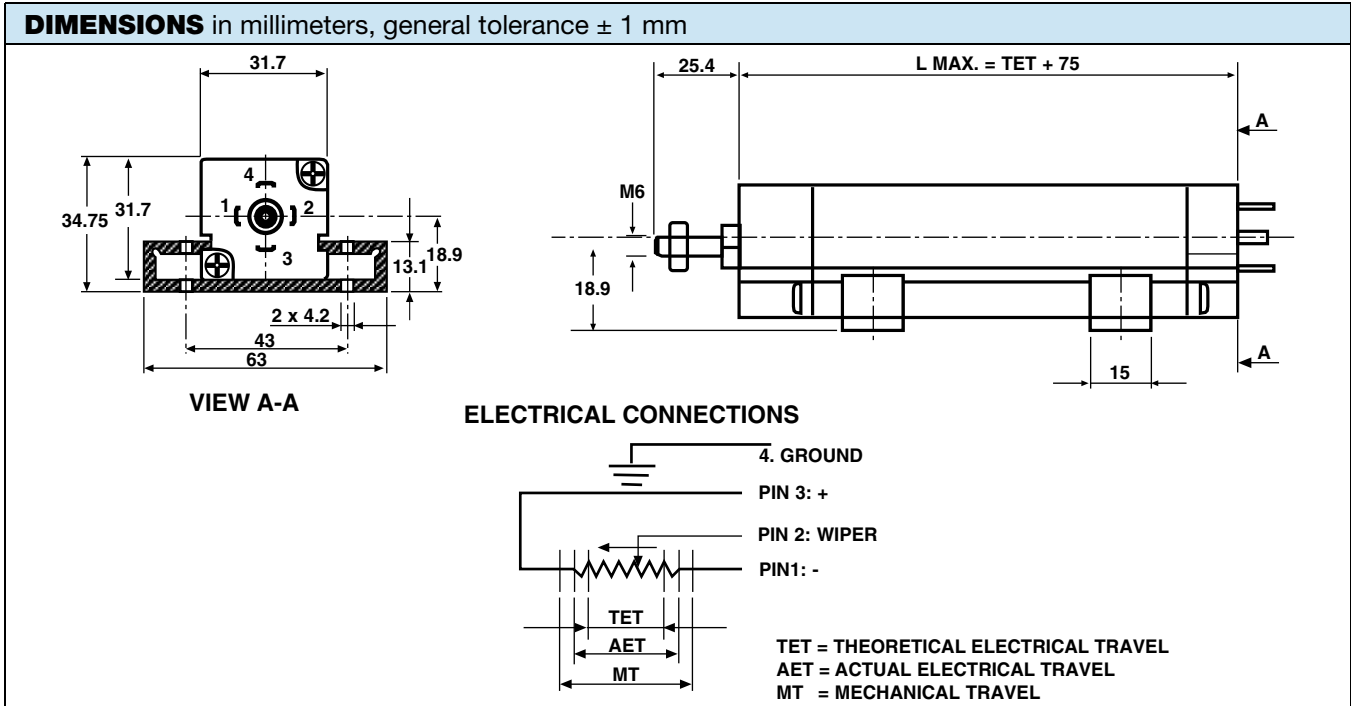 DIMENSIONS in millimeters, general tolerance ± 1 mm
31.7
25.4
L MAX. = TET + 75
A
4
M6
34.75
31.7
1
2
3
13.1
18.9
18.9
2 x 4.2
43
63
15
A
VIEW A-A
ELECTRICAL CONNECTIONS
4. GROUND
PIN 3: +
PIN 2: WIPER
PIN1: -
TET
AET
MT
TET = THEORETICAL ELECTRICAL TRAVEL
AET = ACTUAL ELECTRICAL TRAVEL
MT = MECHANICAL TRAVEL